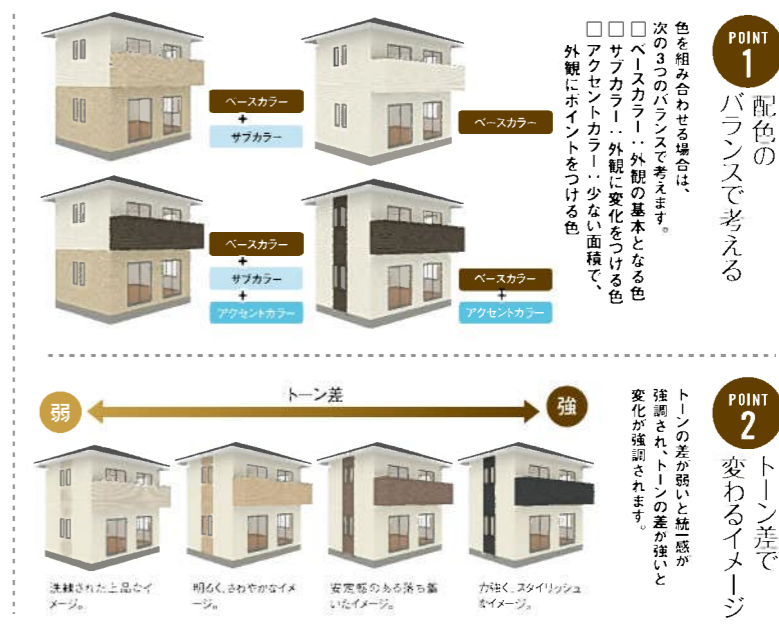 POINT
1
配色の
バランスで考える
色を組み合わせる場合は、
次の3つのバランスで考えます。
□ ベースカラー：外観の基本となる色
□ サブカラー：外観に変化をつける色
□ アクセントカラー：少ない面積で、
外観にポイントをつける色
ベースカラー
ベースカラー
+
サブカラー
ベースカラー
+
アクセントカラー
ベースカラー
+
サブカラー
+
アクセントカラー
POINT
2
トーン差で
変わるイメージ
トーンの差が弱いと統一感が
強調され、トーンの差が強いと
変化が強調されます。
弱
トーン差
強
洗練された上品なイ
メージ。
明るく、さわやかなイメ
ージ。
安定感のある落ち着
いたイメージ。
力強く、スタイリッシュ
なイメージ。